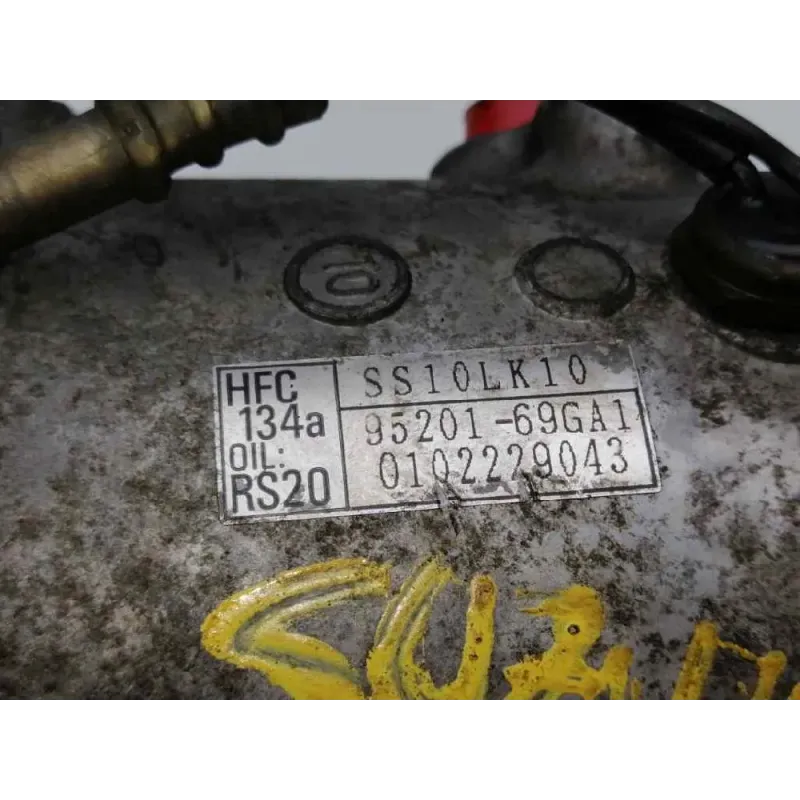 HFC
134a
OIL:
RS20
SS10LK10
95201-69GA1
0102229043